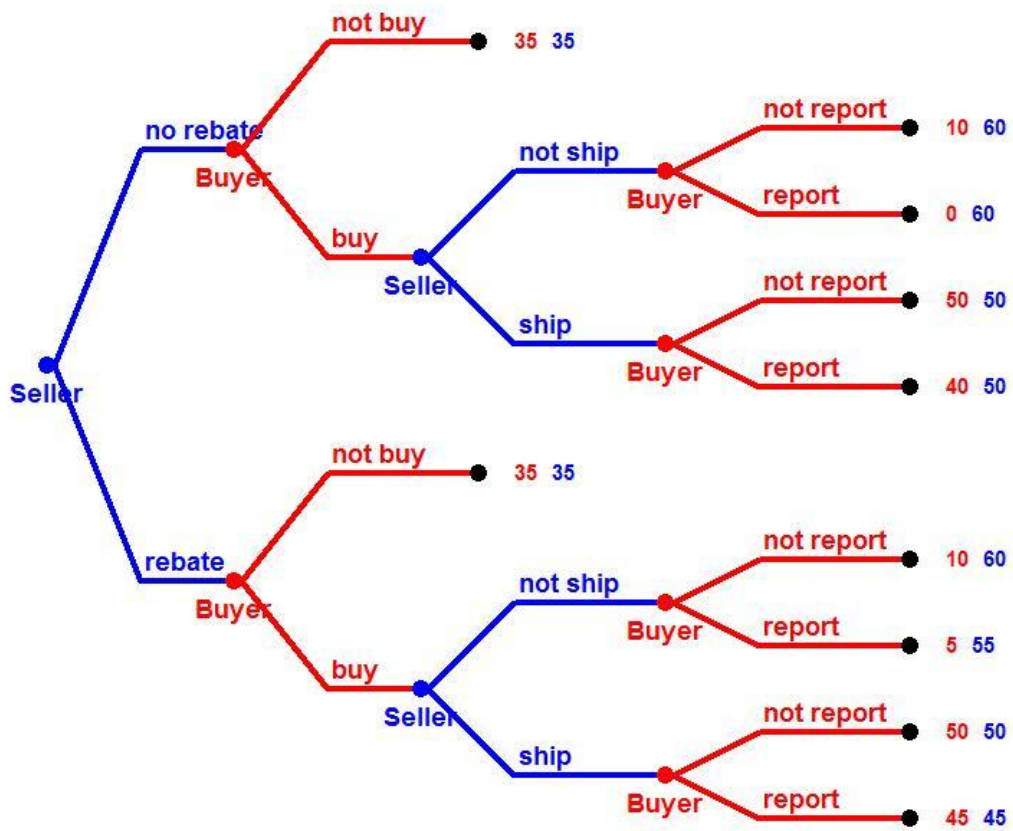 not buy
35 35
no rebate
Buyer
not report
10 60
not ship
Buyer
report
0 60
buy
Seller
not report
50 50
ship
Buyer
report
40 50
Seller
not buy
35 35
rebate
Buyer
not report
10 60
not ship
Buyer
report
5 55
buy
Seller
not report
50 50
ship
Buyer
report
45 45